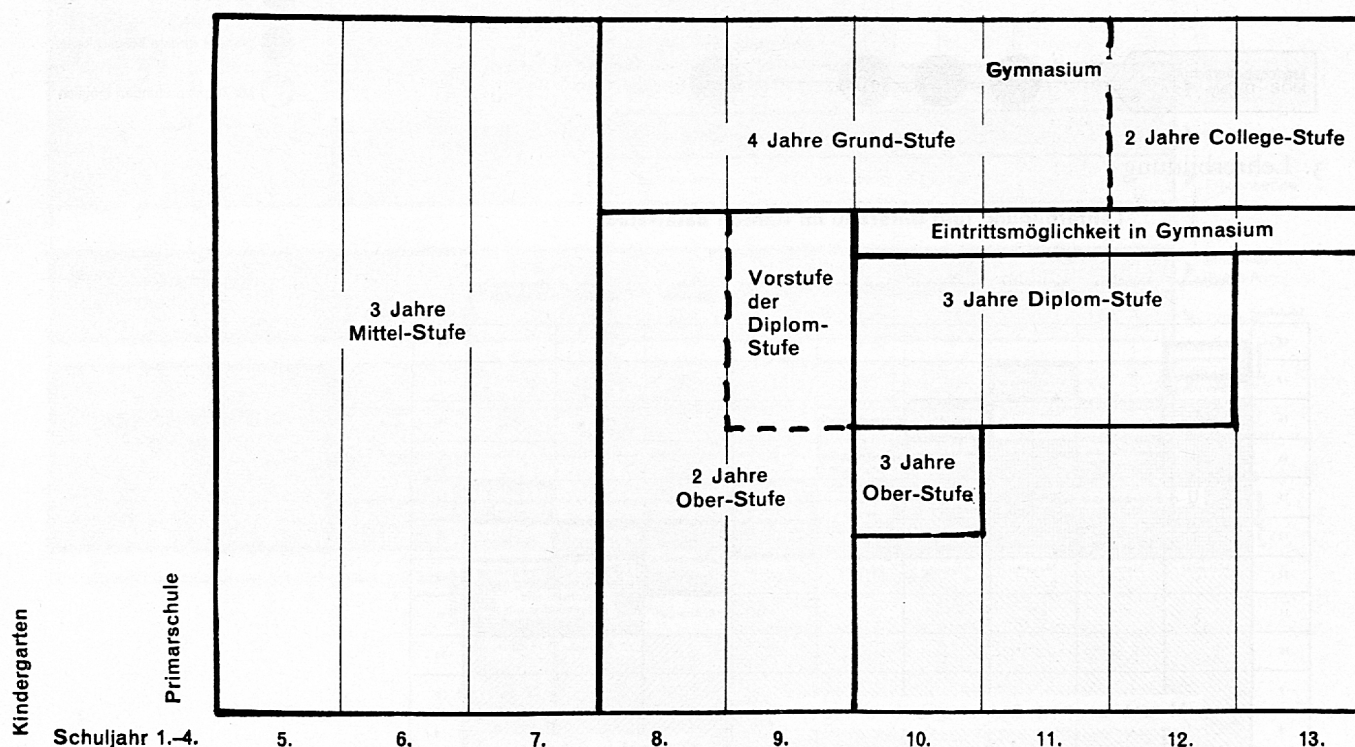 Gymnasium
4 Jahre Grund-Stufe
2 Jahre College-Stufe
Eintrittsmöglichkeit in Gymnasium
Vorstufe
der
Diplom-
Stufe
3 Jahre Diplom-Stufe
3 Jahre
Mittel-Stufe
2 Jahre
Ober-Stufe
3 Jahre
Ober-Stufe
Kindergarten
Primarschule
Schuljahr 1.–4. 5. 6. 7. 8. 9. 10. 11. 12. 13.